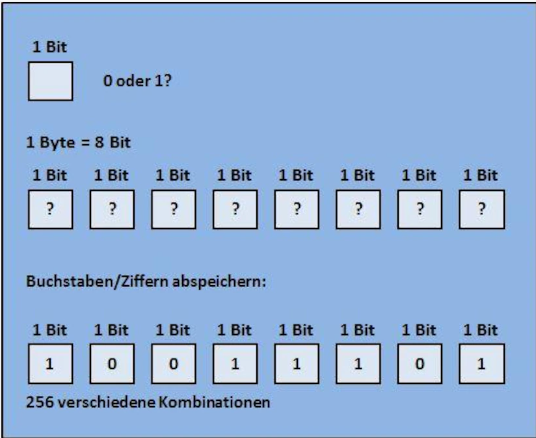 1 Bit
0 oder 1?
1 Byte = 8 Bit
1 Bit 1 Bit 1 Bit 1 Bit 1 Bit 1 Bit 1 Bit 1 Bit
? ? ? ? ? ? ? ?
Buchstaben/Ziffern abspeichern:
1 Bit 1 Bit 1 Bit 1 Bit 1 Bit 1 Bit 1 Bit 1 Bit
1 0 0 1 1 1 0 1
256 verschiedene Kombinationen